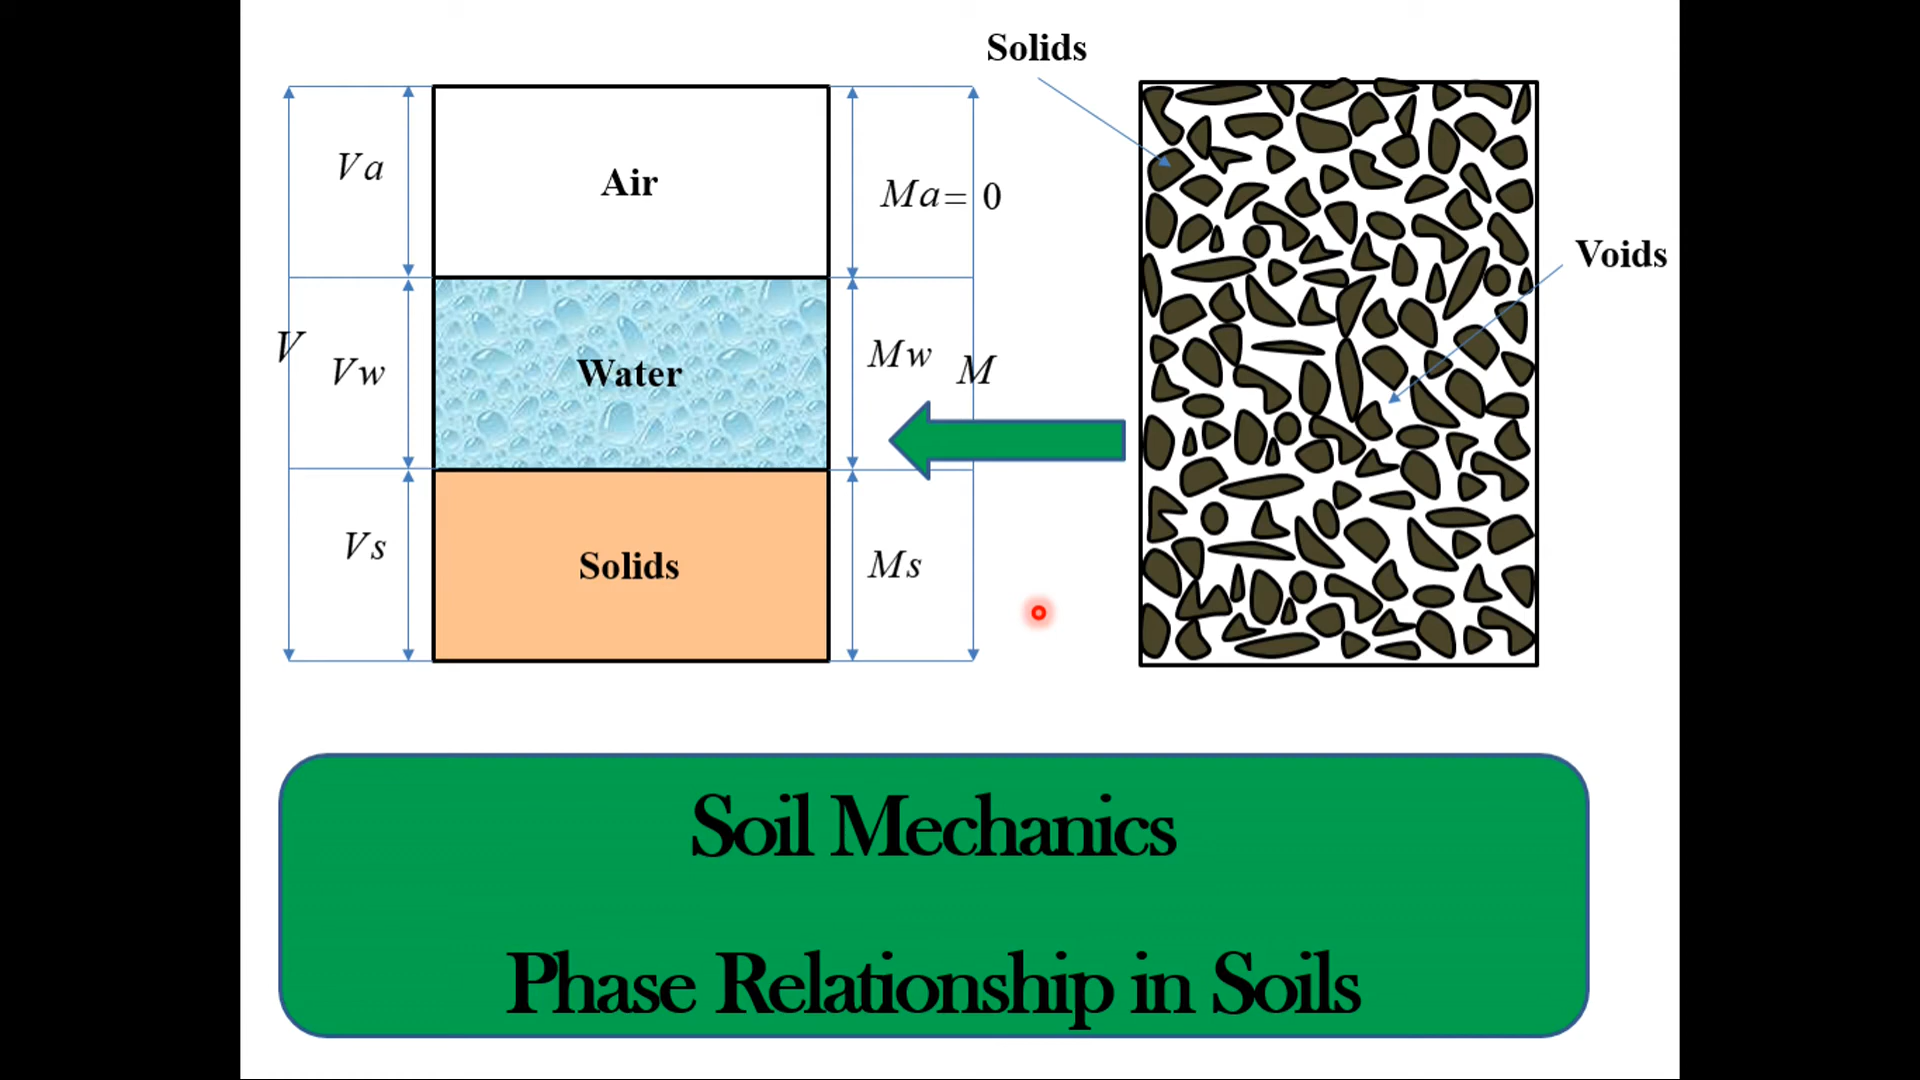 Solids
Va
Air
Ma= 0
Voids
V
Vw
Water
Mw
M
Vs
Solids
Ms
Soil Mechanics
Phase Relationship in Soils